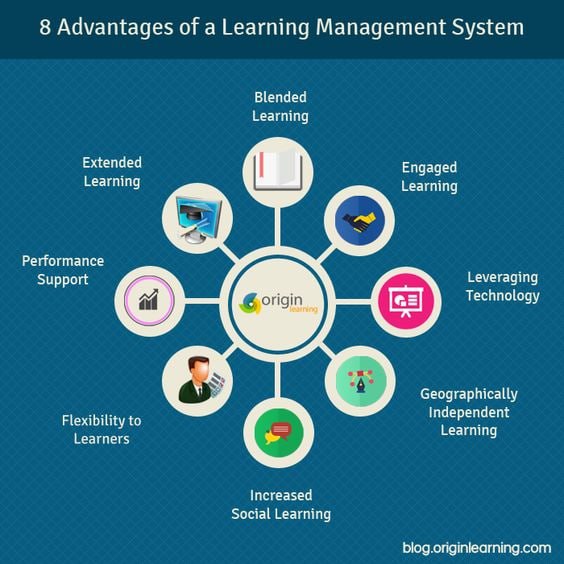 8 Advantages of a Learning Management System
Blended
Learning
Engaged
Learning
Leveraging
Technology
Geographically
Independent
Learning
Increased
Social Learning
Flexibility to
Learners
Performance
Support
Extended
Learning
origin
learning
blog.originlearning.com